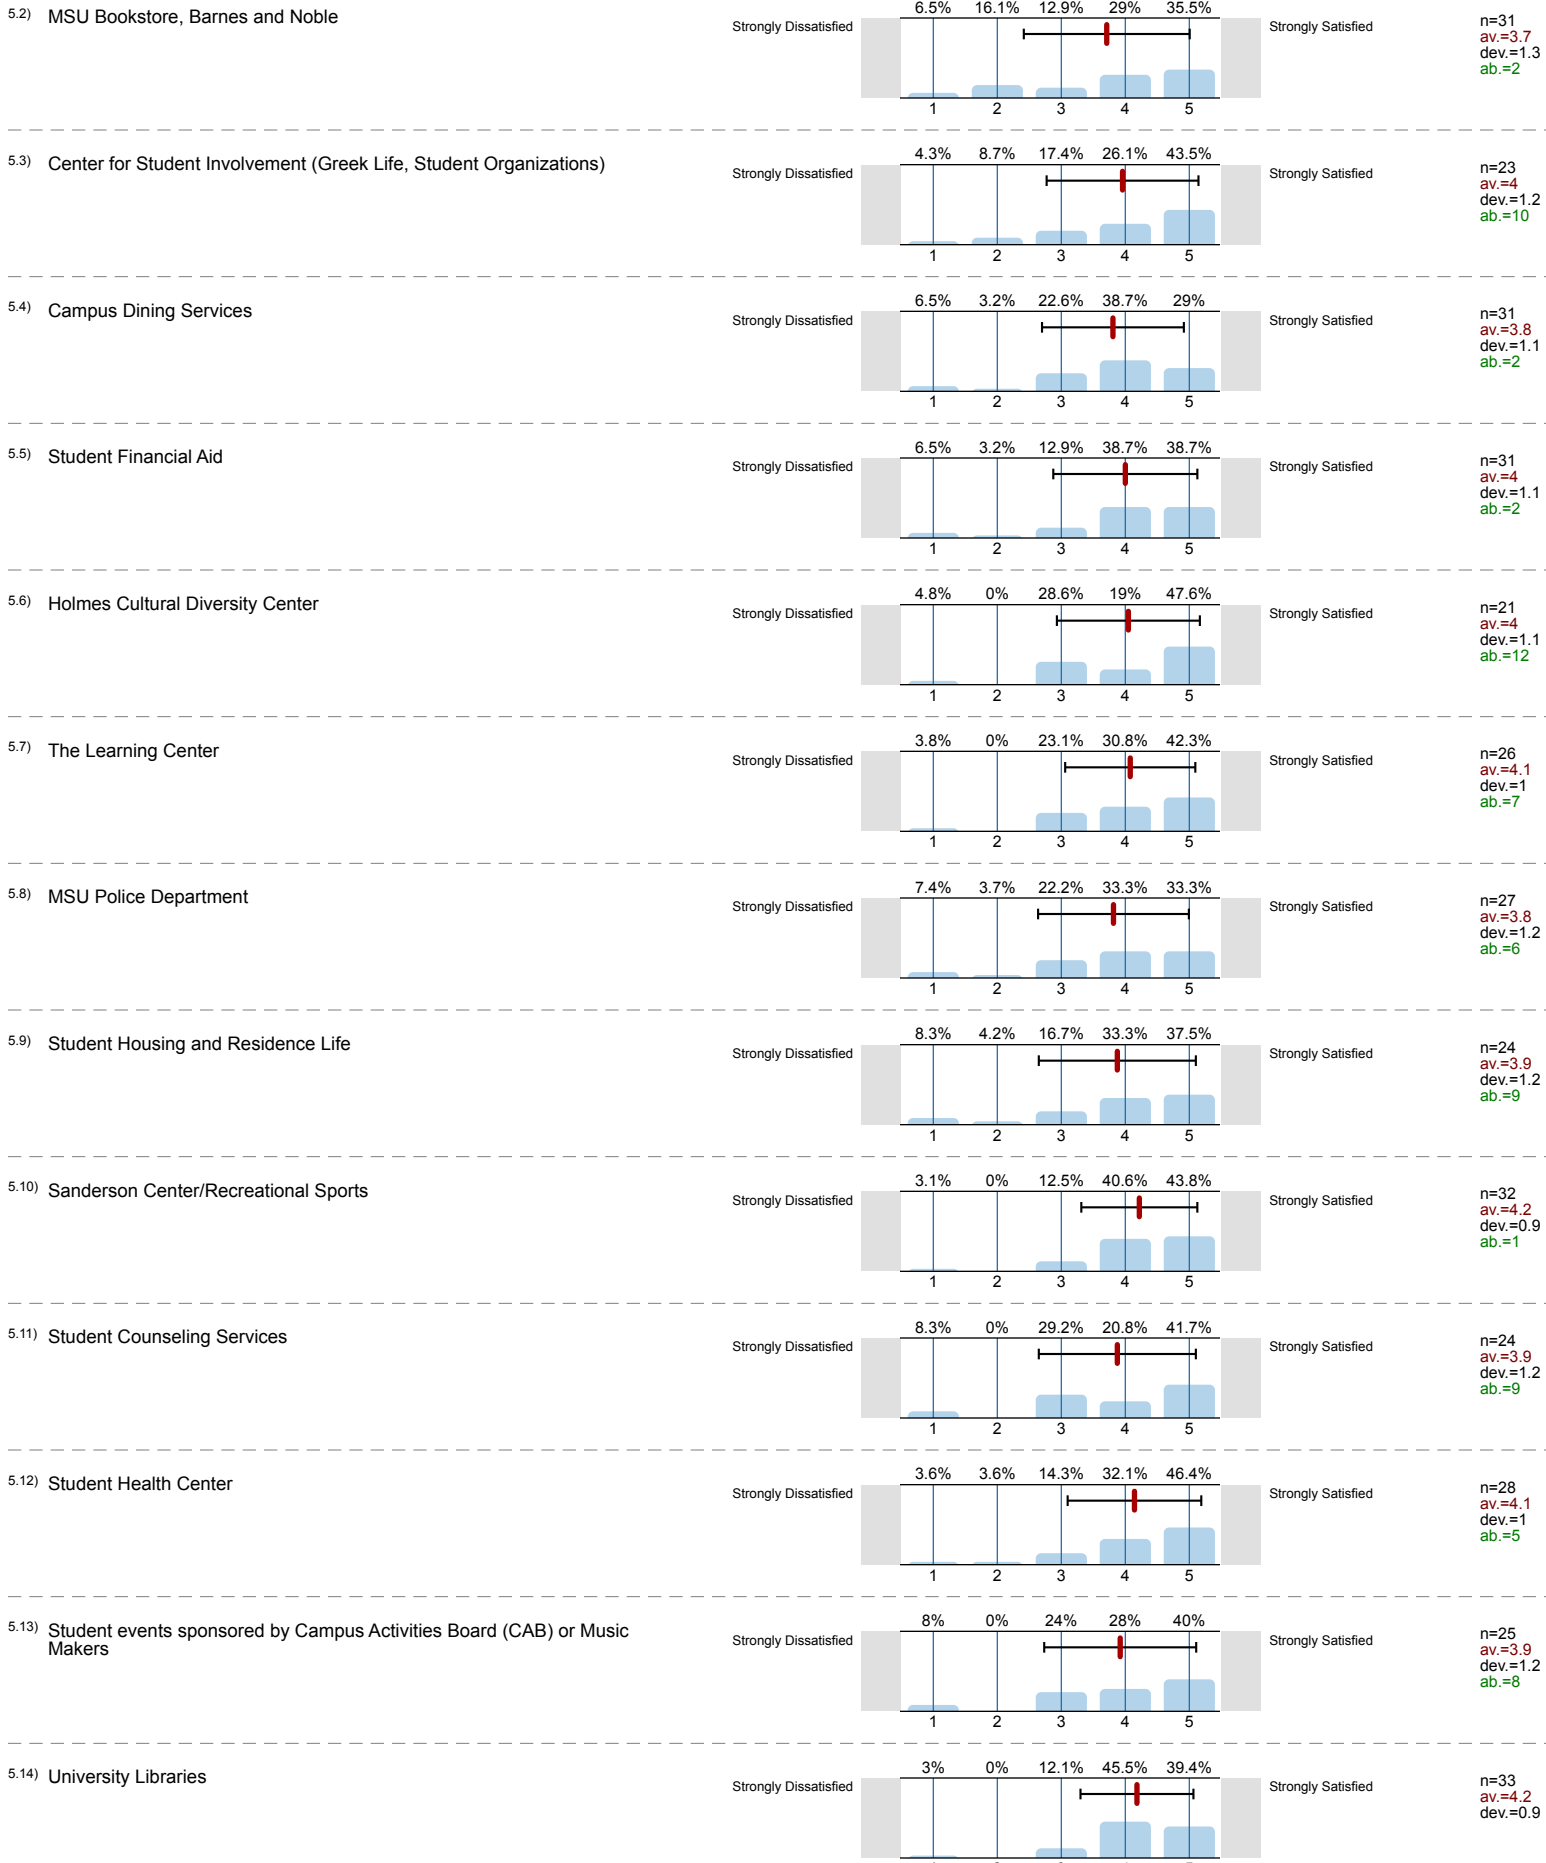 5.2) MSU Bookstore, Barnes and Noble
6.5% 16.1% 12.9% 29% 35.5%
Strongly Dissatisfied
Strongly Satisfied
n=31
av.=3.7
dev.=1.3
ab.=2
1 2 3 4 5
5.3) Center for Student Involvement (Greek Life, Student Organizations)
4.3% 8.7% 17.4% 26.1% 43.5%
Strongly Dissatisfied
Strongly Satisfied
n=23
av.=4
dev.=1.2
ab.=10
1 2 3 4 5
5.4) Campus Dining Services
6.5% 3.2% 22.6% 38.7% 29%
Strongly Dissatisfied
Strongly Satisfied
n=31
av.=3.8
dev.=1.1
ab.=2
1 2 3 4 5
5.5) Student Financial Aid
6.5% 3.2% 12.9% 38.7% 38.7%
Strongly Dissatisfied
Strongly Satisfied
n=31
av.=4
dev.=1.1
ab.=2
1 2 3 4 5
5.6) Holmes Cultural Diversity Center
4.8% 0% 28.6% 19% 47.6%
Strongly Dissatisfied
Strongly Satisfied
n=21
av.=4
dev.=1.1
ab.=12
1 2 3 4 5
5.7) The Learning Center
3.8% 0% 23.1% 30.8% 42.3%
Strongly Dissatisfied
Strongly Satisfied
n=26
av.=4.1
dev.=1
ab.=7
1 2 3 4 5
5.8) MSU Police Department
7.4% 3.7% 22.2% 33.3% 33.3%
Strongly Dissatisfied
Strongly Satisfied
n=27
av.=3.8
dev.=1.2
ab.=6
1 2 3 4 5
5.9) Student Housing and Residence Life
8.3% 4.2% 16.7% 33.3% 37.5%
Strongly Dissatisfied
Strongly Satisfied
n=24
av.=3.9
dev.=1.2
ab.=9
1 2 3 4 5
5.10) Sanderson Center/Recreational Sports
3.1% 0% 12.5% 40.6% 43.8%
Strongly Dissatisfied
Strongly Satisfied
n=32
av.=4.2
dev.=0.9
ab.=1
1 2 3 4 5
5.11) Student Counseling Services
8.3% 0% 29.2% 20.8% 41.7%
Strongly Dissatisfied
Strongly Satisfied
n=24
av.=3.9
dev.=1.2
ab.=9
1 2 3 4 5
5.12) Student Health Center
3.6% 3.6% 14.3% 32.1% 46.4%
Strongly Dissatisfied
Strongly Satisfied
n=28
av.=4.1
dev.=1
ab.=5
1 2 3 4 5
5.13) Student events sponsored by Campus Activities Board (CAB) or Music
Makers
8% 0% 24% 28% 40%
Strongly Dissatisfied
Strongly Satisfied
n=25
av.=3.9
dev.=1.2
ab.=8
1 2 3 4 5
5.14) University Libraries
3% 0% 12.1% 45.5% 39.4%
Strongly Dissatisfied
Strongly Satisfied
n=33
av.=4.2
dev.=0.9